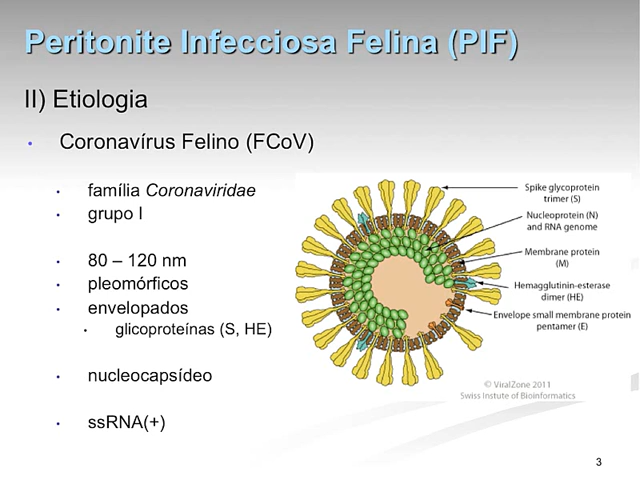 Peritonite Infecciosa Felina (PIF)
II) Etiologia
• Coronavírus Felino (FCoV)
• família Coronaviridae
• grupo I
• 80 – 120 nm
• pleomórficos
• envelopados
• glicoproteínas (S, HE)
• nucleocapsídeo
• ssRNA(+)
Spike glycoprotein
trimer (S)
Nucleoprotein (N)
and RNA genome
Membrane protein
(M)
Hemagglutinin-esterase
dimer (HE)
Envelope small membrane protein
pentamer (E)
© ViralZone 2011
Swiss Instute of Bioinformatics
3